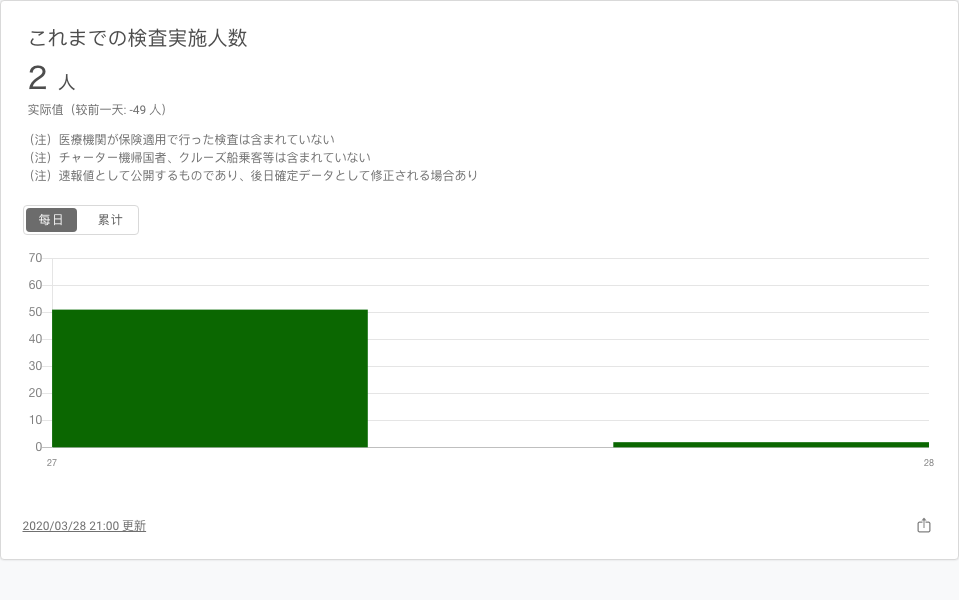 これまでの検査実施人数
2 人
实际值（较前一天: -49 人）
（注）医療機関が保険適用で行った検査は含まれていない
（注）チャーター機帰国者、クルーズ船乗客等は含まれていない
（注）速報値として公開するものであり、後日確定データとして修正される場合あり
每日 累计
70
60
50
40
30
20
10
0
27 28
2020/03/28 21:00 更新